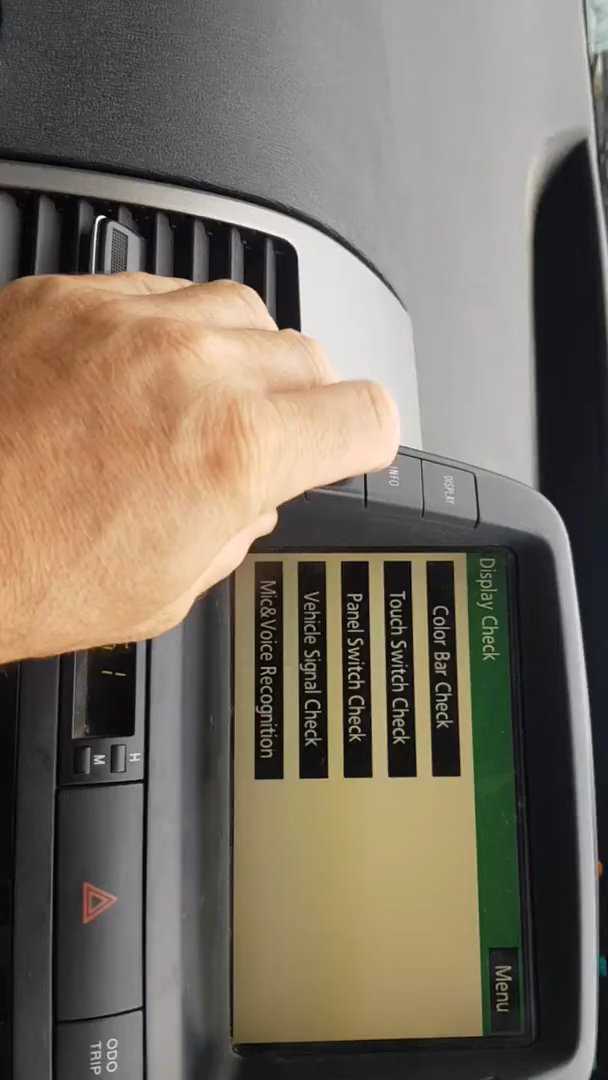 DISPLAY
INFO
Display Check
Menu
Color Bar Check
Touch Switch Check
Panel Switch Check
Vehicle Signal Check
Mic&Voice Recognition
H
M
ODO
TRIP